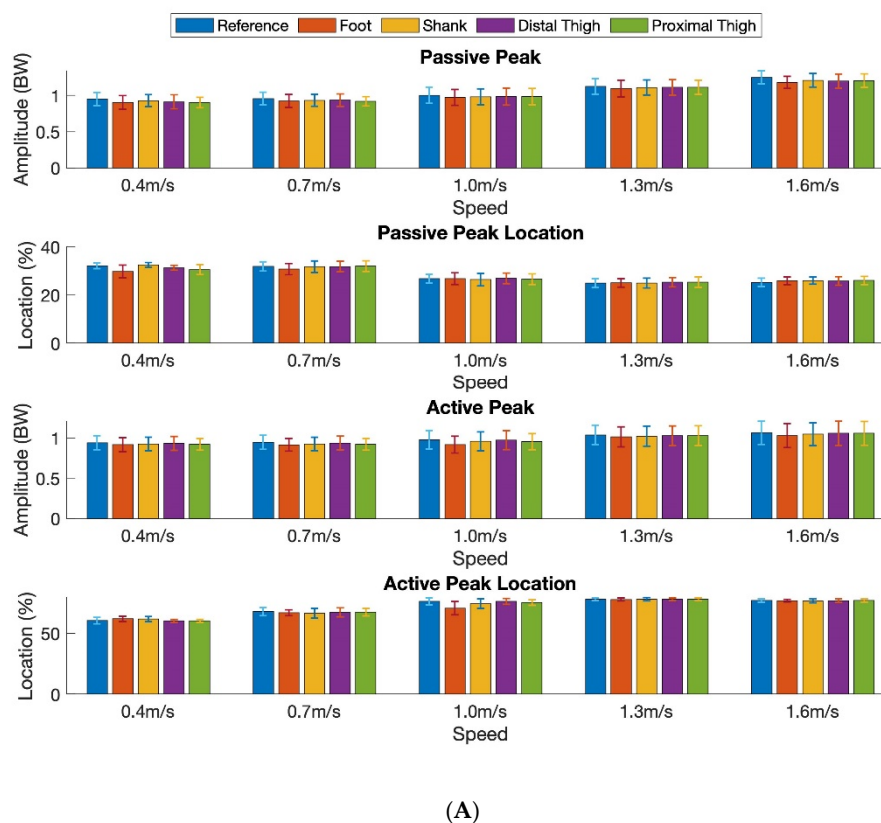 Reference Foot Shank Distal Thigh Proximal Thigh
Passive Peak
Amplitude (BW)
1
0.5
0
0.4m/s 0.7m/s 1.0m/s 1.3m/s 1.6m/s
Speed
Passive Peak Location
Location (%)
40
20
0
0.4m/s 0.7m/s 1.0m/s 1.3m/s 1.6m/s
Speed
Active Peak
Amplitude (BW)
1
0.5
0
0.4m/s 0.7m/s 1.0m/s 1.3m/s 1.6m/s
Speed
Active Peak Location
Location (%)
50
0
0.4m/s 0.7m/s 1.0m/s 1.3m/s 1.6m/s
Speed
(A)